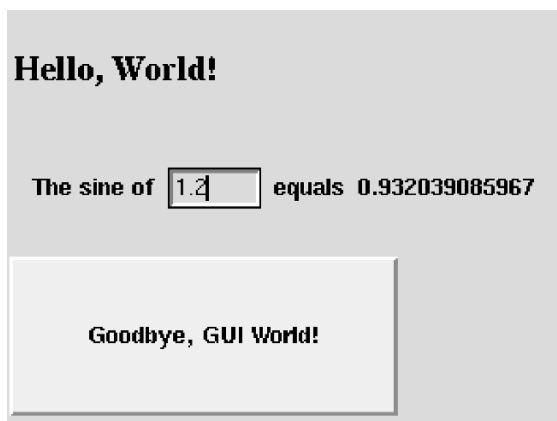 Hello, World!
The sine of 1.2 equals 0.932039085967
Goodbye, GUI World!